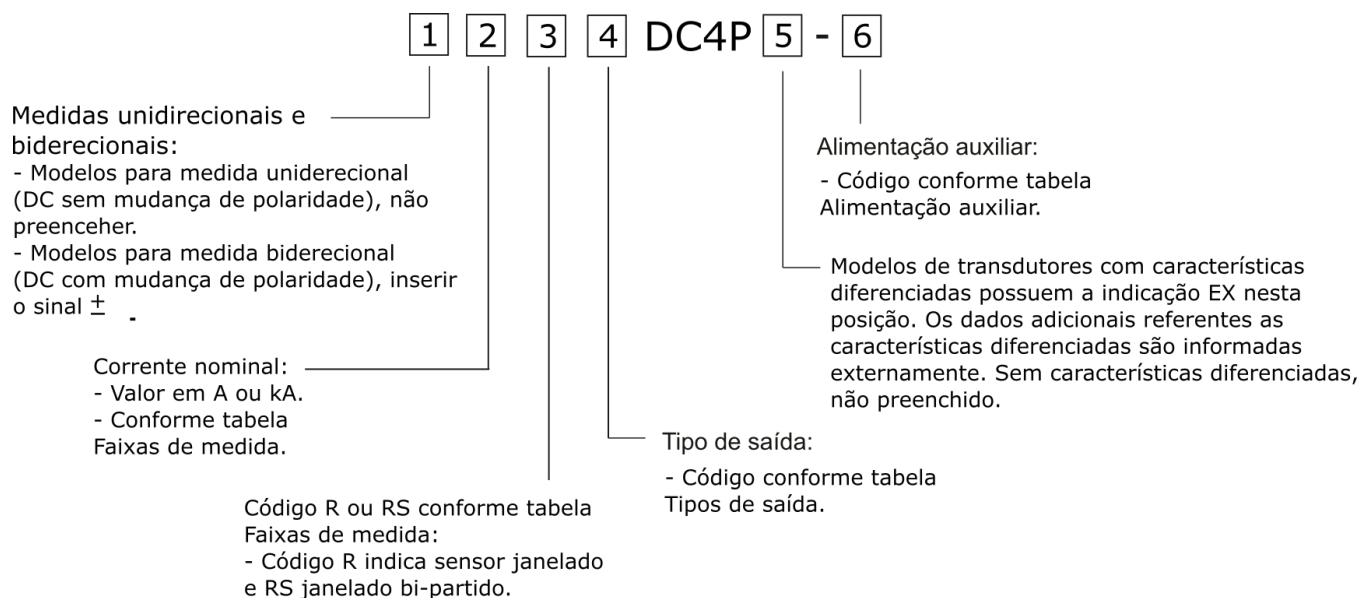 1 2 3 4 DC4P 5 - 6
Medidas unidirecionais e
biderecionais:
- Modelos para medida uniderecional
(DC sem mudança de polaridade), não
preenceher.
- Modelos para medida biderecional
(DC com mudança de polaridade), inserir
o sinal ± .
Corrente nominal:
- Valor em A ou kA.
- Conforme tabela
Faixas de medida.
Código R ou RS conforme tabela
Faixas de medida:
- Código R indica sensor janelado
e RS janelado bi-partido.
Tipo de saída:
- Código conforme tabela
Tipos de saída.
Modelos de transdutores com características
diferenciadas possuem a indicação EX nesta
posição. Os dados adicionais referentes as
características diferenciadas são informadas
externamente. Sem características diferenciadas,
não preenchido.
Alimentação auxiliar:
- Código conforme tabela
Alimentação auxiliar.